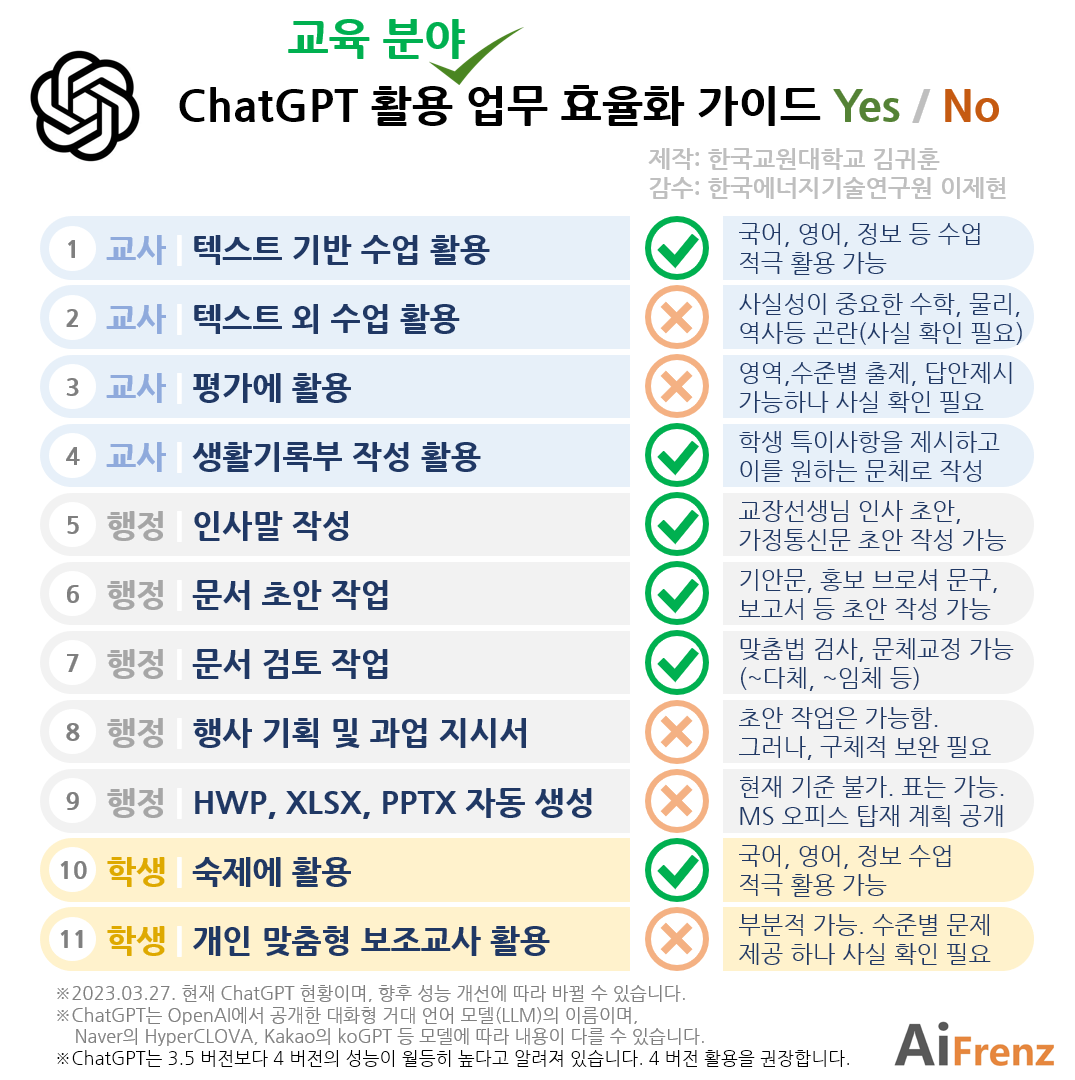 교육 분야
ChatGPT 활용 업무 효율화 가이드 Yes / No
제작: 한국교원대학교 김귀훈
감수: 한국에너지기술연구원 이제현
1 교사 텍스트 기반 수업 활용
국어, 영어, 정보 등 수업
적극 활용 가능
2 교사 텍스트 외 수업 활용
사실성이 중요한 수학, 물리,
역사등 곤란(사실 확인 필요)
3 교사 평가에 활용
영역,수준별 출제, 답안제시
가능하나 사실 확인 필요
4 교사 생활기록부 작성 활용
학생 특이사항을 제시하고
이를 원하는 문체로 작성
5 행정 인사말 작성
교장선생님 인사 초안,
가정통신문 초안 작성 가능
6 행정 문서 초안 작업
기안문, 홍보 브로셔 문구,
보고서 등 초안 작성 가능
7 행정 문서 검토 작업
맞춤법 검사, 문체교정 가능
(~다체, ~임체 등)
8 행정 행사 기획 및 과업 지시서
초안 작업은 가능함.
그러나, 구체적 보완 필요
9 행정 HWP, XLSX, PPTX 자동 생성
현재 기준 불가. 표는 가능.
MS 오피스 탑재 계획 공개
10 학생 숙제에 활용
국어, 영어, 정보 수업
적극 활용 가능
11 학생 개인 맞춤형 보조교사 활용
부분적 가능. 수준별 문제
제공 하나 사실 확인 필요
※2023.03.27. 현재 ChatGPT 현황이며, 향후 성능 개선에 따라 바뀔 수 있습니다.
※ChatGPT는 OpenAI에서 공개한 대화형 거대 언어 모델(LLM)의 이름이며,
Naver의 HyperCLOVA, Kakao의 koGPT 등 모델에 따라 내용이 다를 수 있습니다.
※ChatGPT는 3.5 버전보다 4 버전의 성능이 월등히 높다고 알려져 있습니다. 4 버전 활용을 권장합니다.
AiFrenz